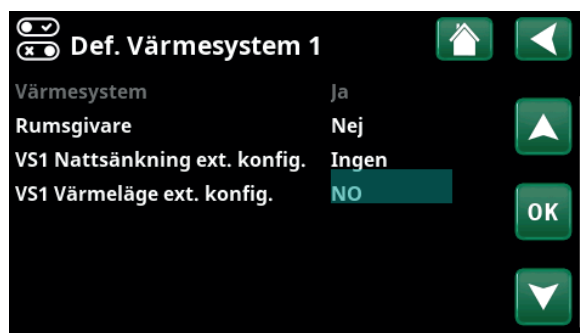 Def. Värmesystem 1
Värmesystem Ja
Rumsgivare Nej
VS1 Nattsänkning ext. konfig. Ingen
VS1 Värmeläge ext. konfig. NO
OK